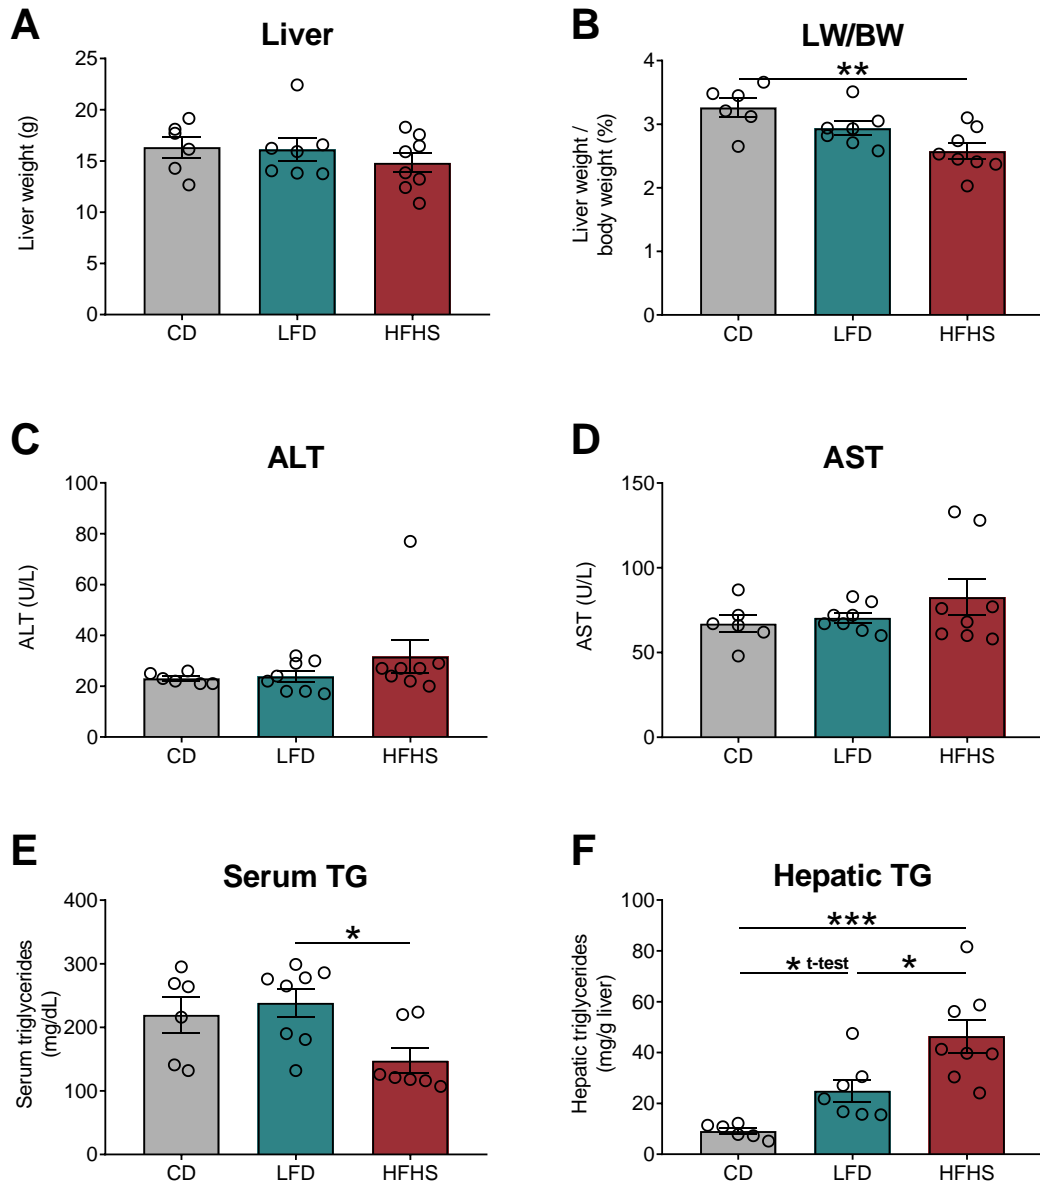 A
Liver
Liver weight (g)
25
20
15
10
5
0
CD LFD HFHS
B
LW/BW
Liver weight /
body weight (%)
4
3
2
1
0
**
CD LFD HFHS
C
ALT
ALT (U/L)
100
80
60
40
20
0
CD LFD HFHS
D
AST
AST (U/L)
150
100
50
0
CD LFD HFHS
E
Serum TG
Serum triglycerides
(mg/dL)
400
300
200
100
0
*
CD LFD HFHS
F
Hepatic TG
Hepatic triglycerides
(mg/g liver)
100
80
60
40
20
0
***
* t-test
*
CD LFD HFHS